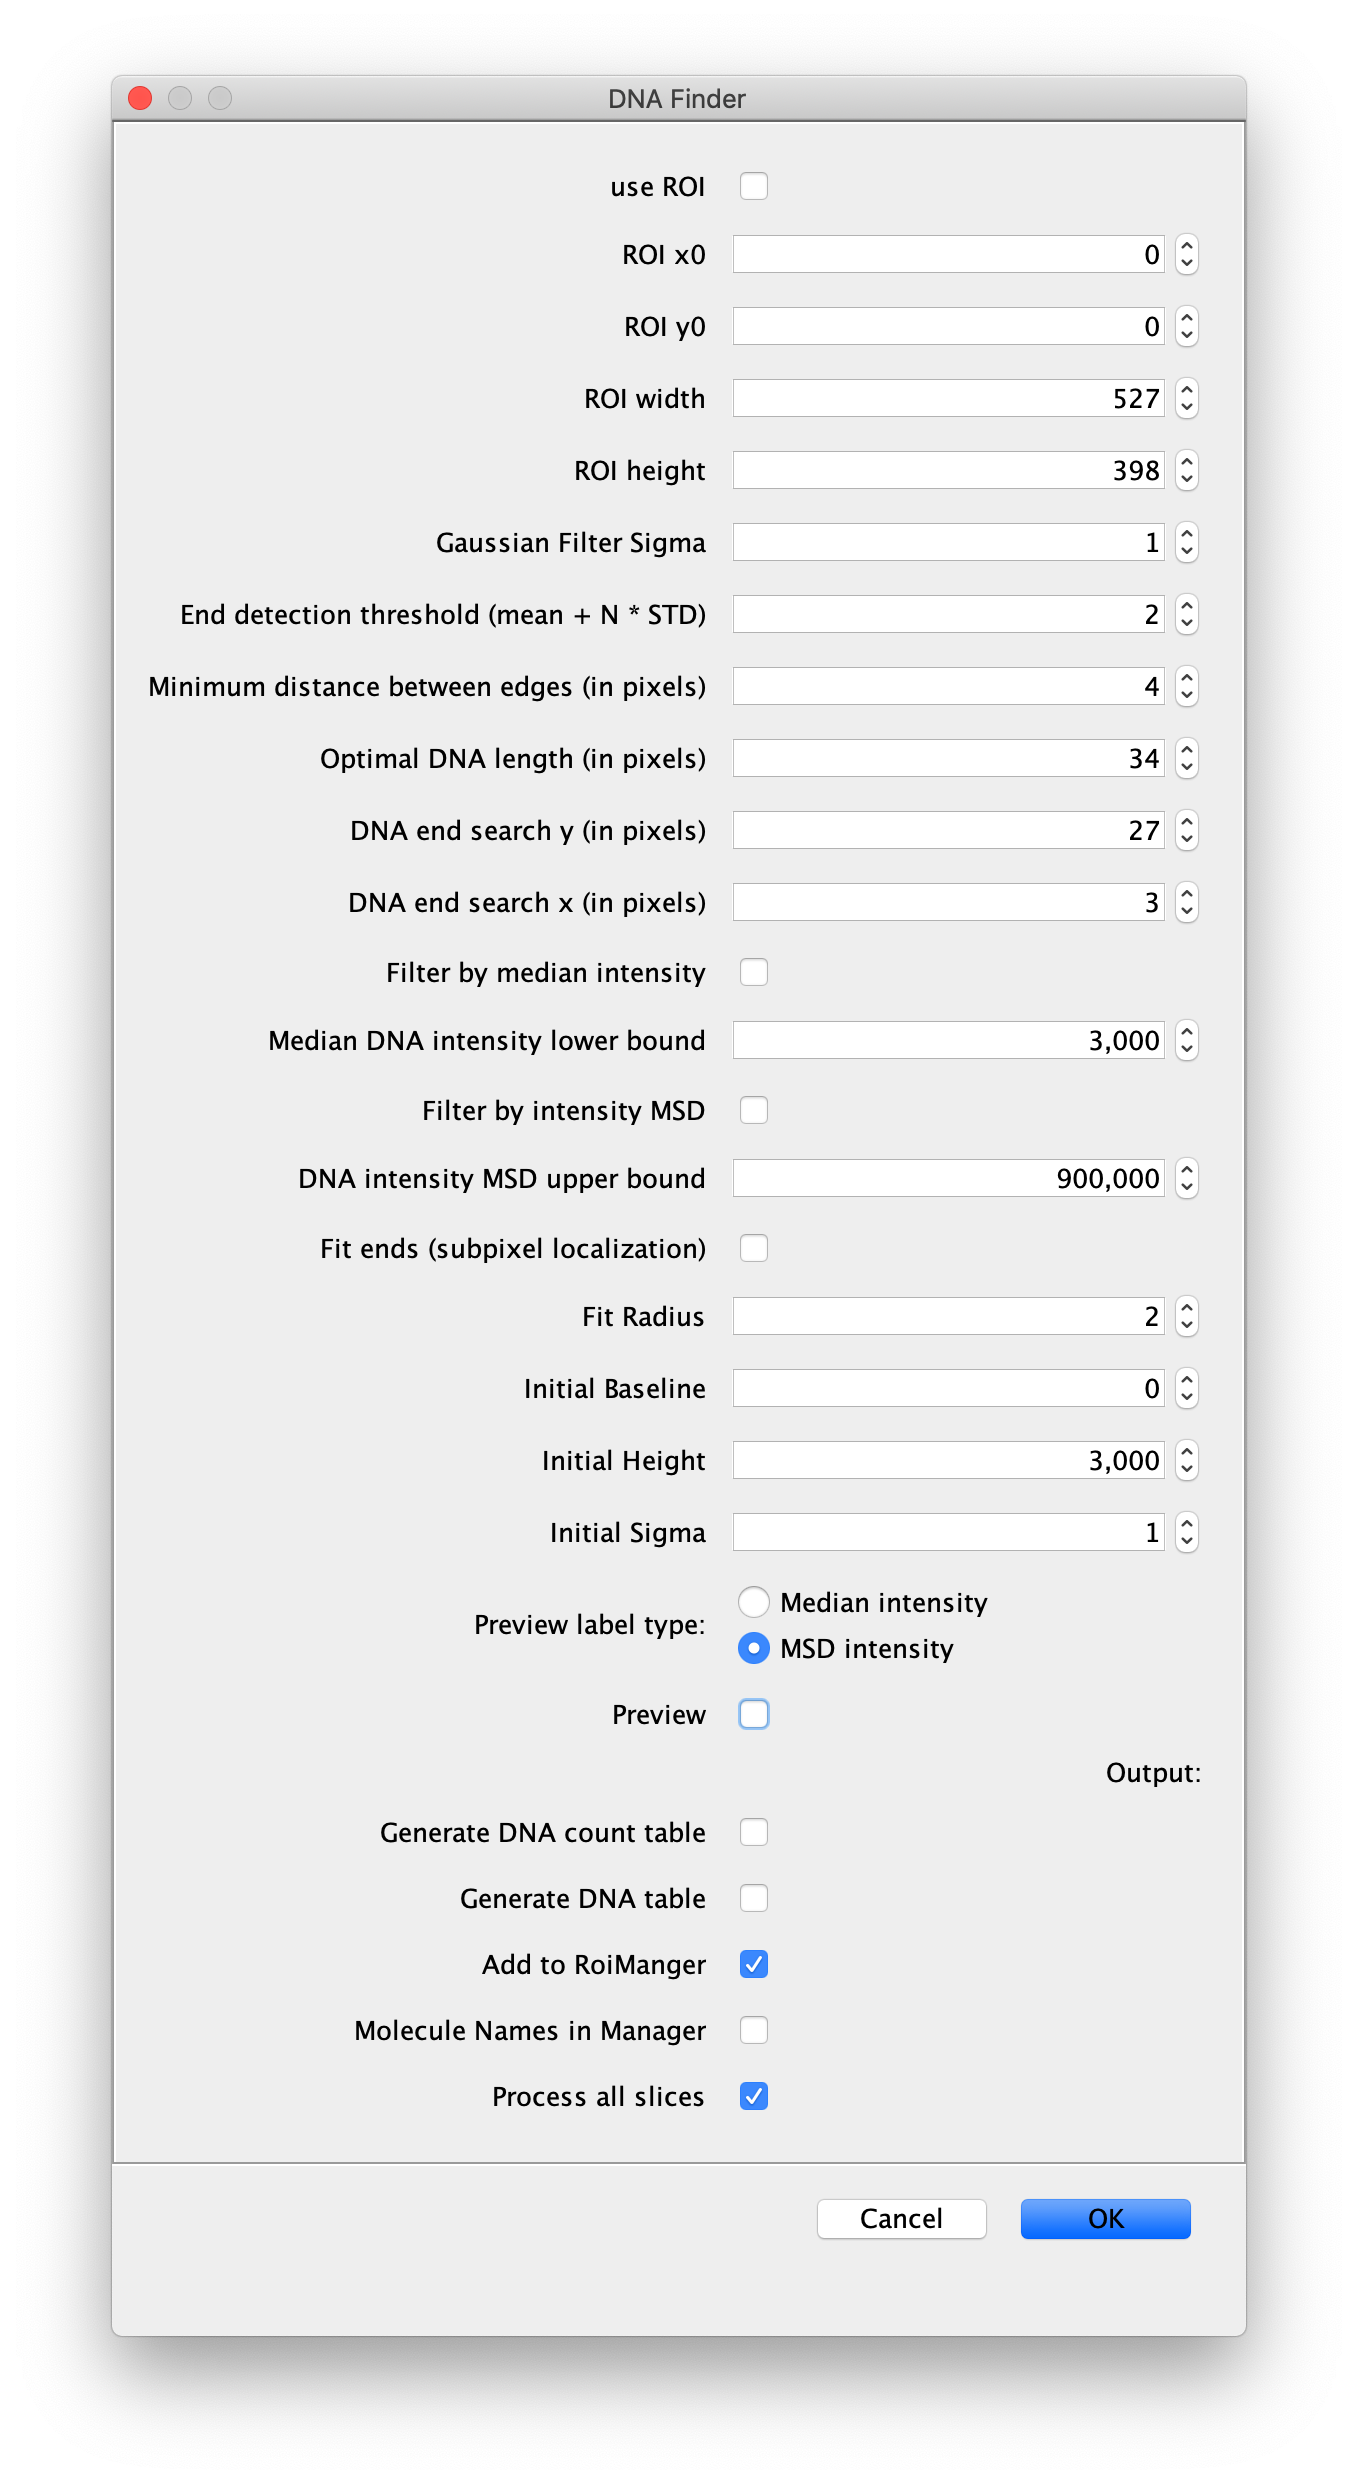 DNA Finder
use ROI
ROI x0 0
ROI y0 0
ROI width 527
ROI height 398
Gaussian Filter Sigma 1
End detection threshold (mean + N * STD) 2
Minimum distance between edges (in pixels) 4
Optimal DNA length (in pixels) 34
DNA end search y (in pixels) 27
DNA end search x (in pixels) 3
Filter by median intensity
Median DNA intensity lower bound 3,000
Filter by intensity MSD
DNA intensity MSD upper bound 900,000
Fit ends (subpixel localization)
Fit Radius 2
Initial Baseline 0
Initial Height 3,000
Initial Sigma 1
Median intensity
Preview label type:
MSD intensity
Preview
Output:
Generate DNA count table
Generate DNA table
Add to RoiManger
Molecule Names in Manager
Process all slices
Cancel OK